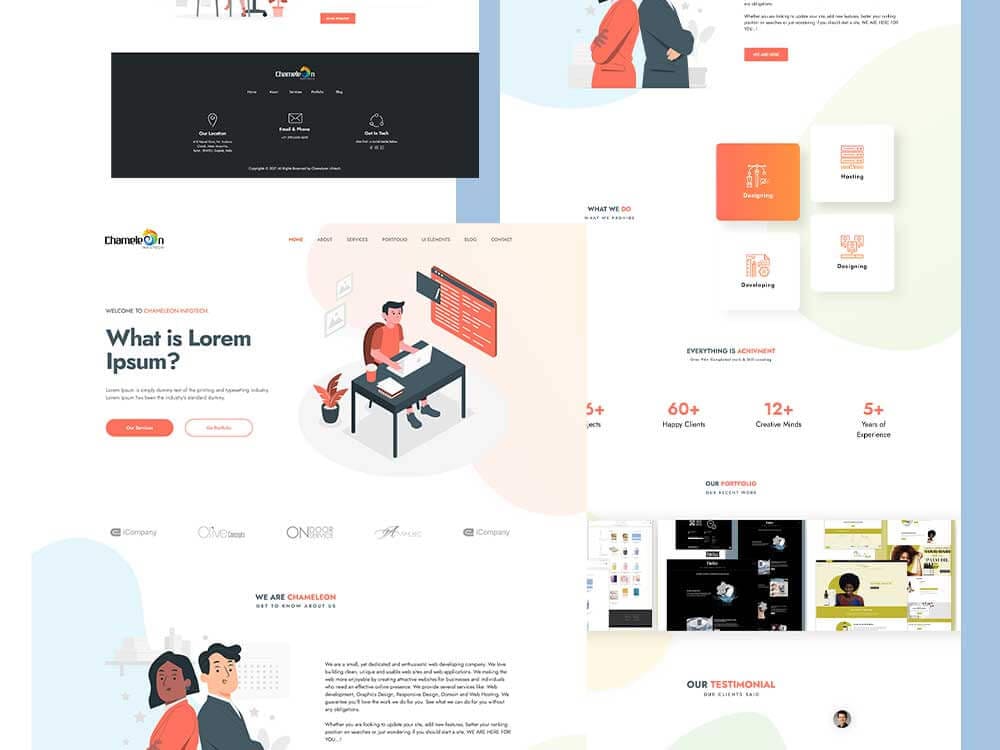 Chameleon
Home About Services Portfolio Blog
Our Location
Email & Phone
Get In Toch
Copyrights © 2021 All Rights Reserved by Chameleon Infotech
any obligations.
Whether you are looking to update your site, add new features, better your ranking
position on searches or just wondering if you should start a site, WE ARE HERE FOR
YOU...!
WE ARE HERE
WHAT WE DO
WHAT WE PROVIDE
Designing
Hosting
Developing
Designing
EVERYTHING IS ACHIVMENT
6+
jects
60+
Happy Clients
12+
Creative Minds
5+
Years of
Experience
OUR PORTFOLIO
OUR RECENT WORK
OUR TESTIMONIAL
OUR CLIENTS SAID
Chameleon
INFOTECH
HOME ABOUT SERVICES PORTFOLIO UI ELEMENTS BLOG CONTACT
WELCOME TO CHAMELEON INFOTECH
What is Lorem
Ipsum?
Lorem Ipsum is simply dummy text of the printing and typesetting industry.
Lorem Ipsum has been the industry's standard dummy.
Our Services
Go Portfolio
iCompany
Olive Concepts
ON DOOR SERVICE
iCompany
WE ARE CHAMELEON
GET TO KNOW ABOUT US
We are a small, yet dedicated and enthusiastic web developing company. We love
building clean, unique and usable web sites and web applications. We making the
web more enjoyable by creating attractive websites for businesses and individuals
who need an effective online presence. We provide several services like: Web
development, Graphics Design, Responsive Design, Domain and Web Hosting. We
guarantee you'll love the work we do for you. See what we can do for you without
any obligations.
Whether you are looking to update your site, add new features, better your ranking
position on searches or just wondering if you should start a site, WE ARE HERE FOR
YOU...!